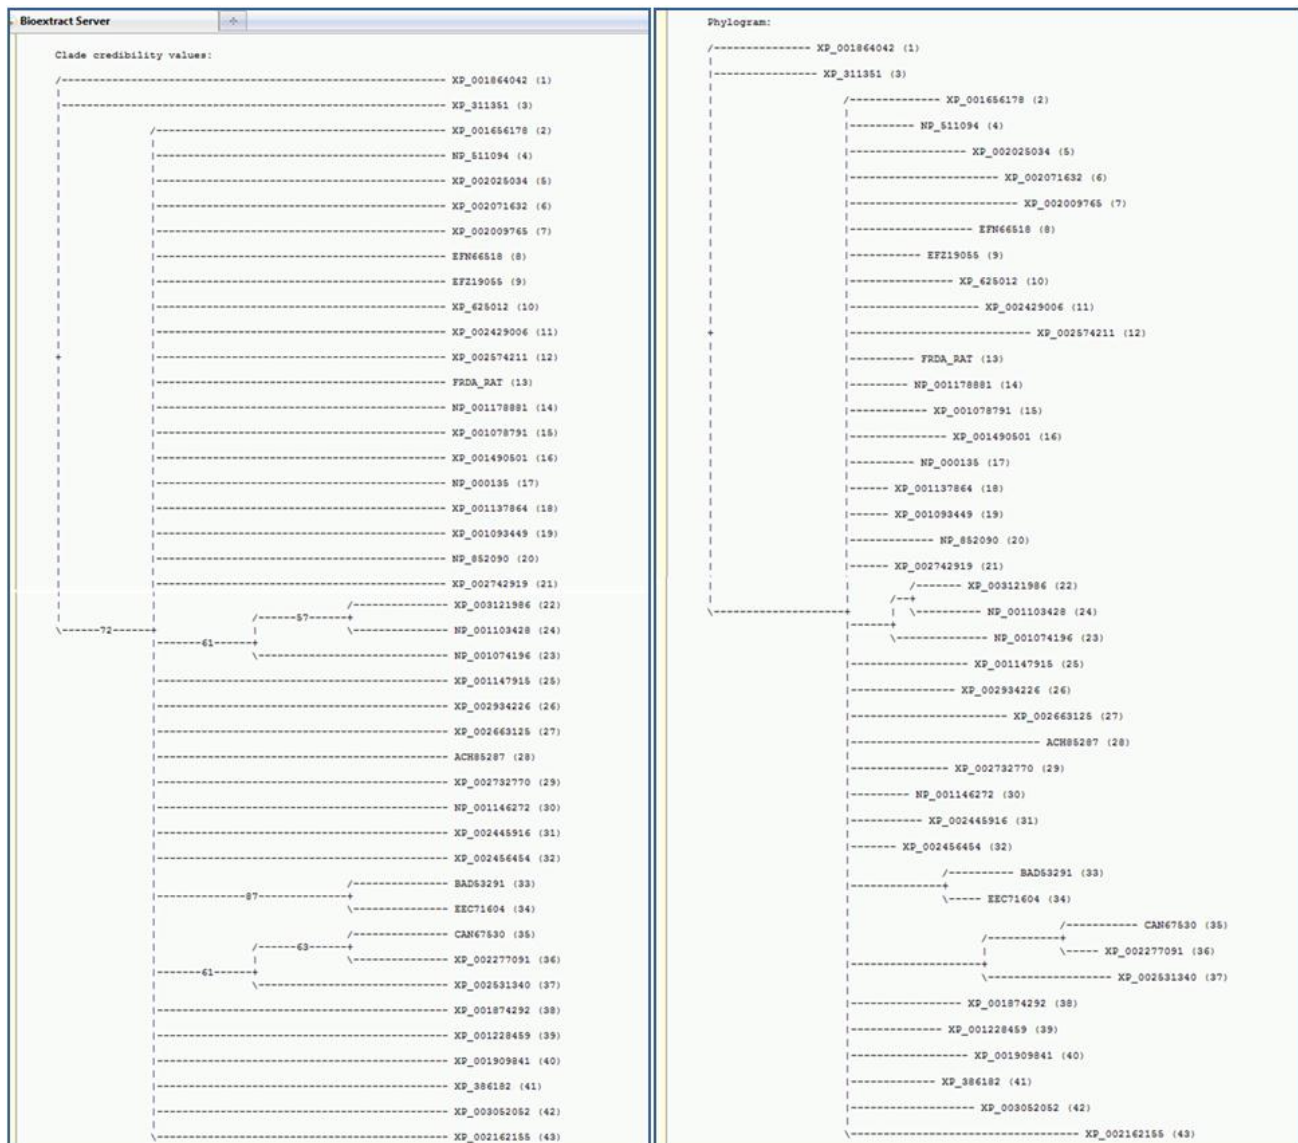 Bioextract Server
Clade credibility values:
XP_001864042 (1)
XP_311351 (3)
XP_001656178 (2)
NP_511094 (4)
XP_002025034 (5)
XP_002071632 (6)
XP_002009765 (7)
EFN66518 (8)
EFZ19055 (9)
XP_625012 (10)
XP_002429006 (11)
XP_002574211 (12)
FRDA_RAT (13)
NP_001178881 (14)
XP_001078791 (15)
XP_001490501 (16)
NP_000135 (17)
XP_001137864 (18)
XP_001093449 (19)
NP_852090 (20)
XP_002742919 (21)
XP_003121986 (22)
57
72
NP_001103428 (24)
61
NP_001074196 (23)
XP_001147915 (25)
XP_002934226 (26)
XP_002663125 (27)
ACH85287 (28)
XP_002732770 (29)
NP_001146272 (30)
XP_002445916 (31)
XP_002456454 (32)
BAD53291 (33)
87
EEC71604 (34)
CAN67530 (35)
63
XP_002277091 (36)
61
XP_002531340 (37)
XP_001874292 (38)
XP_001228459 (39)
XP_001909841 (40)
XP_386182 (41)
XP_003052052 (42)
XP_002162155 (43)
Phylogram:
XP_001864042 (1)
XP_311351 (3)
XP_001656178 (2)
NP_511094 (4)
XP_002025034 (5)
XP_002071632 (6)
XP_002009765 (7)
EFN66518 (8)
EFZ19055 (9)
XP_625012 (10)
XP_002429006 (11)
XP_002574211 (12)
FRDA_RAT (13)
NP_001178881 (14)
XP_001078791 (15)
XP_001490501 (16)
NP_000135 (17)
XP_001137864 (18)
XP_001093449 (19)
NP_852090 (20)
XP_002742919 (21)
XP_003121986 (22)
NP_001103428 (24)
NP_001074196 (23)
XP_001147915 (25)
XP_002934226 (26)
XP_002663125 (27)
ACH85287 (28)
XP_002732770 (29)
NP_001146272 (30)
XP_002445916 (31)
XP_002456454 (32)
BAD53291 (33)
EEC71604 (34)
CAN67530 (35)
XP_002277091 (36)
XP_002531340 (37)
XP_001874292 (38)
XP_001228459 (39)
XP_001909841 (40)
XP_386182 (41)
XP_003052052 (42)
XP_002162155 (43)